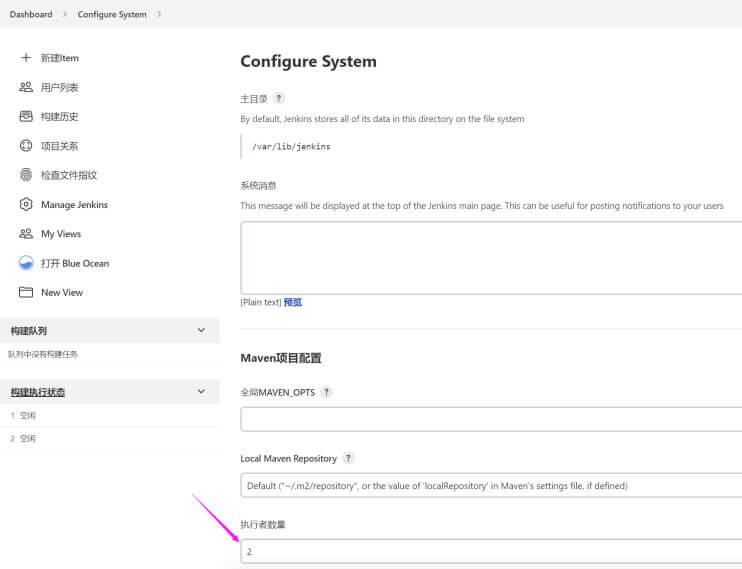 Dashboard > Configure System >
新建Item
用户列表
构建历史
项目关系
检查文件指纹
Manage Jenkins
My Views
打开 Blue Ocean
New View
构建队列
队列中没有构建任务
构建执行状态
1 空闲
2 空闲
Configure System
主目录 ?
By default, Jenkins stores all of its data in this directory on the file system
/var/lib/jenkins
系统消息
This message will be displayed at the top of the Jenkins main page. This can be useful for posting notifications to your users
[Plain text] 预览
Maven项目配置
全局MAVEN_OPTS ?
Local Maven Repository ?
Default ("~/.m2/repository", or the value of 'localRepository' in Maven's settings file, if defined)
执行者数量
2